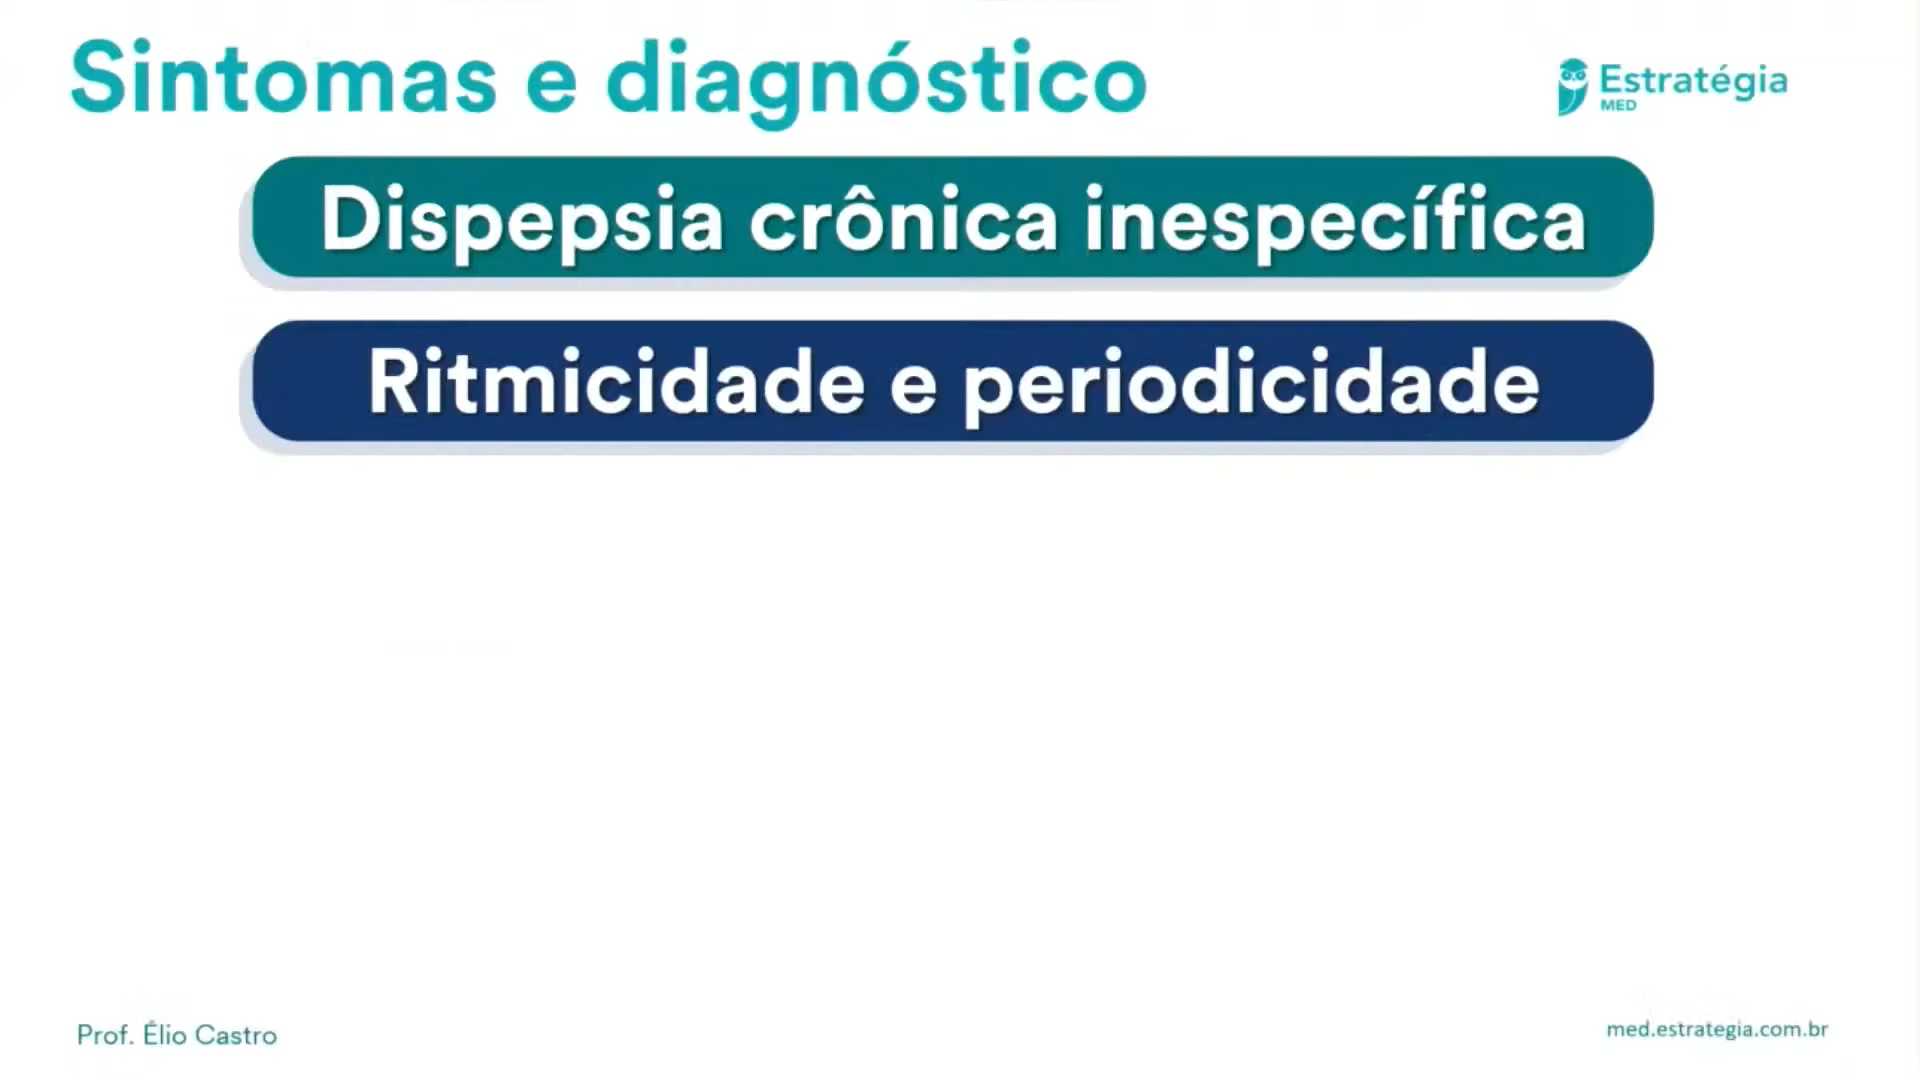 Sintomas e diagnóstico
Estratégia
MED
Dispepsia crônica inespecífica
Ritmicidade e periodicidade
Prof. Élio Castro
med.estrategia.com.br